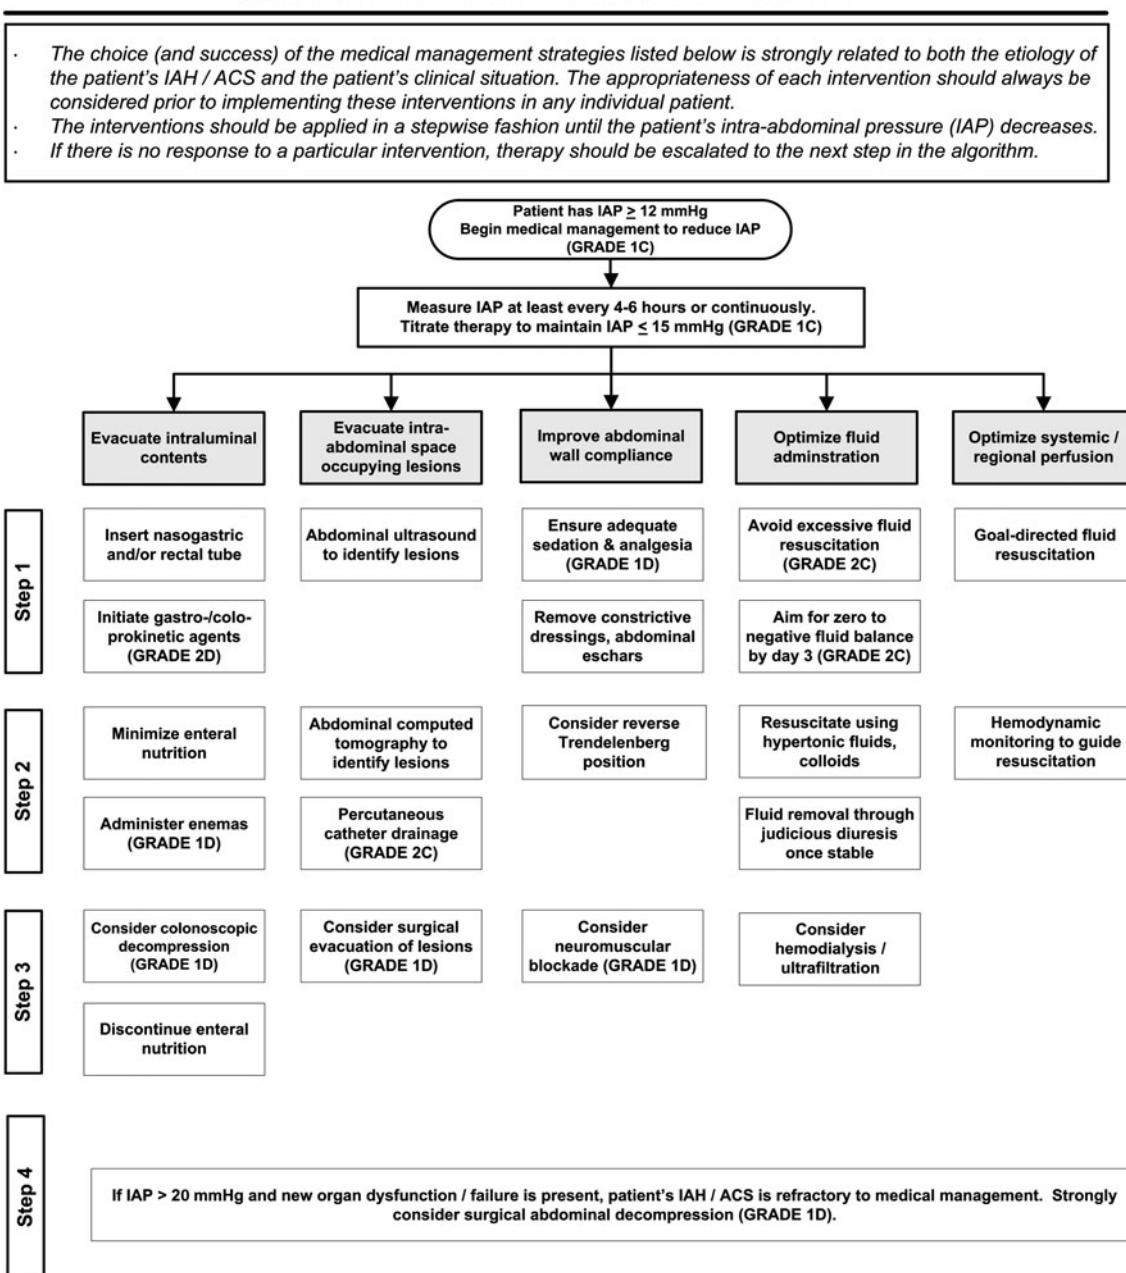 · The choice (and success) of the medical management strategies listed below is strongly related to both the etiology of
the patient's IAH / ACS and the patient's clinical situation. The appropriateness of each intervention should always be
considered prior to implementing these interventions in any individual patient.
· The interventions should be applied in a stepwise fashion until the patient's intra-abdominal pressure (IAP) decreases.
· If there is no response to a particular intervention, therapy should be escalated to the next step in the algorithm.
Patient has IAP ≥ 12 mmHg
Begin medical management to reduce IAP
(GRADE 1C)
Measure IAP at least every 4-6 hours or continuously.
Titrate therapy to maintain IAP ≤ 15 mmHg (GRADE 1C)
Evacuate intraluminal
contents
Evacuate intra-
abdominal space
occupying lesions
Improve abdominal
wall compliance
Optimize fluid
adminstration
Optimize systemic /
regional perfusion
Step 1
Insert nasogastric
and/or rectal tube
Abdominal ultrasound
to identify lesions
Ensure adequate
sedation & analgesia
(GRADE 1D)
Avoid excessive fluid
resuscitation
(GRADE 2C)
Goal-directed fluid
resuscitation
Initiate gastro-/colo-
prokinetic agents
(GRADE 2D)
Remove constrictive
dressings, abdominal
eschars
Aim for zero to
negative fluid balance
by day 3 (GRADE 2C)
Step 2
Minimize enteral
nutrition
Abdominal computed
tomography to
identify lesions
Consider reverse
Trendelenberg
position
Resuscitate using
hypertonic fluids,
colloids
Hemodynamic
monitoring to guide
resuscitation
Administer enemas
(GRADE 1D)
Percutaneous
catheter drainage
(GRADE 2C)
Fluid removal through
judicious diuresis
once stable
Step 3
Consider colonoscopic
decompression
(GRADE 1D)
Consider surgical
evacuation of lesions
(GRADE 1D)
Consider
neuromuscular
blockade (GRADE 1D)
Consider
hemodialysis /
ultrafiltration
Discontinue enteral
nutrition
Step 4
If IAP > 20 mmHg and new organ dysfunction / failure is present, patient's IAH / ACS is refractory to medical management. Strongly
consider surgical abdominal decompression (GRADE 1D).